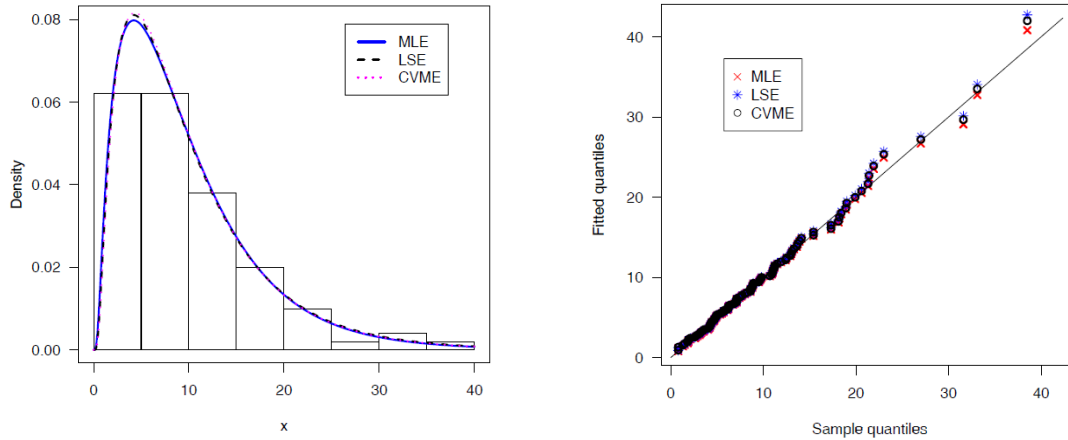 0.08
0.06
0.04
0.02
0.00
Density
0 10 20 30 40
x
MLE
LSE
CVME
40
30
20
10
0
Fitted quantiles
0 10 20 30 40
Sample quantiles
MLE
LSE
CVME